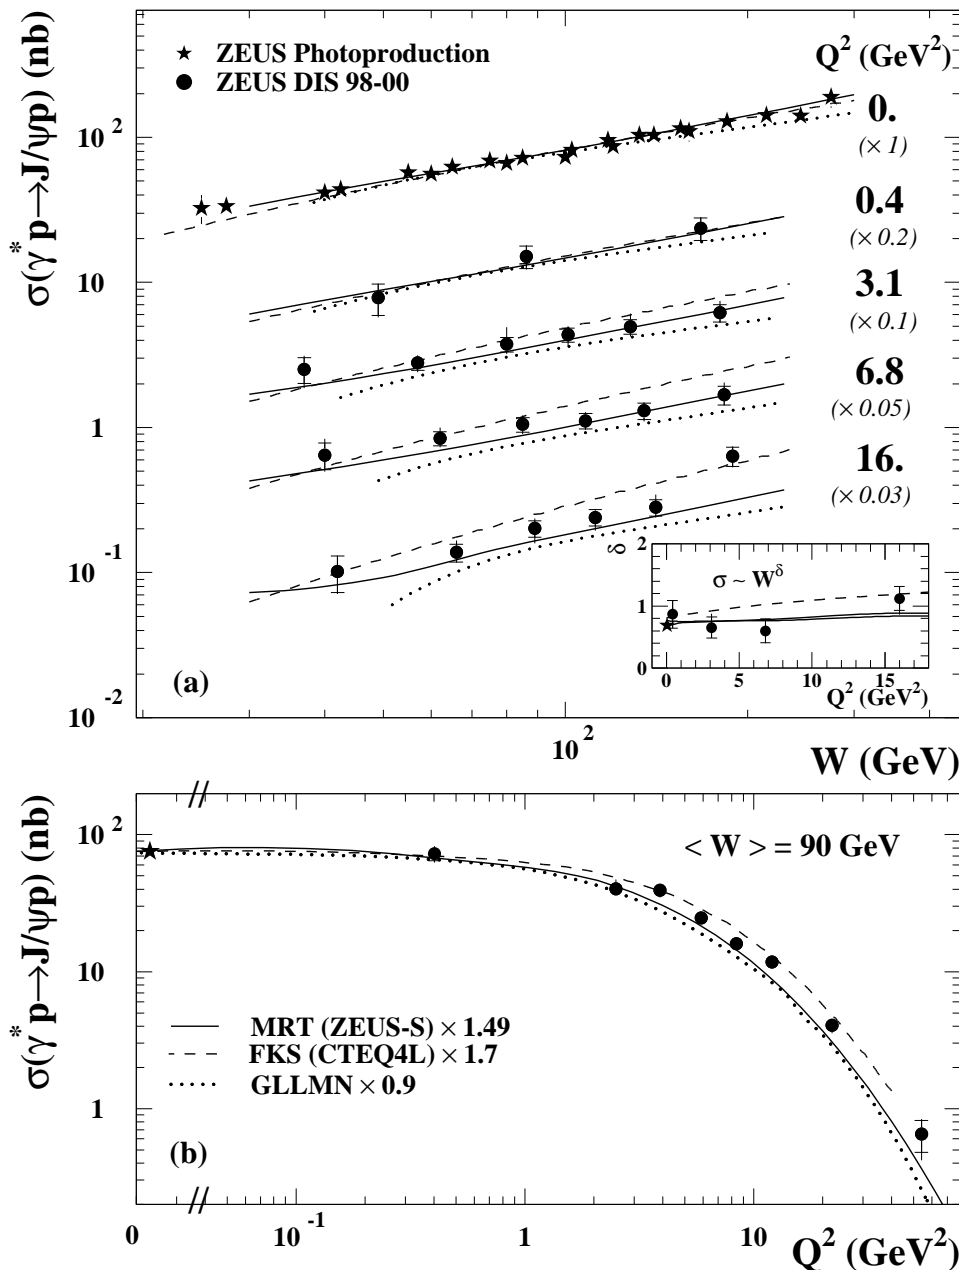 σ(γ* p→J/ψp) (nb)
★ ZEUS Photoproduction
● ZEUS DIS 98-00
Q² (GeV²)
0.
(× 1)
0.4
(× 0.2)
3.1
(× 0.1)
6.8
(× 0.05)
16.
(× 0.03)
10²
10
1
10⁻¹
10⁻²
(a)
δ
σ ~ W^δ
2
1
0
0 5 10 15
Q² (GeV²)
10²
W (GeV)
σ(γ* p→J/ψp) (nb)
< W > = 90 GeV
10²
10
1
MRT (ZEUS-S) × 1.49
FKS (CTEQ4L) × 1.7
GLLMN × 0.9
(b)
0 10⁻¹ 1 10 10²
Q² (GeV²)